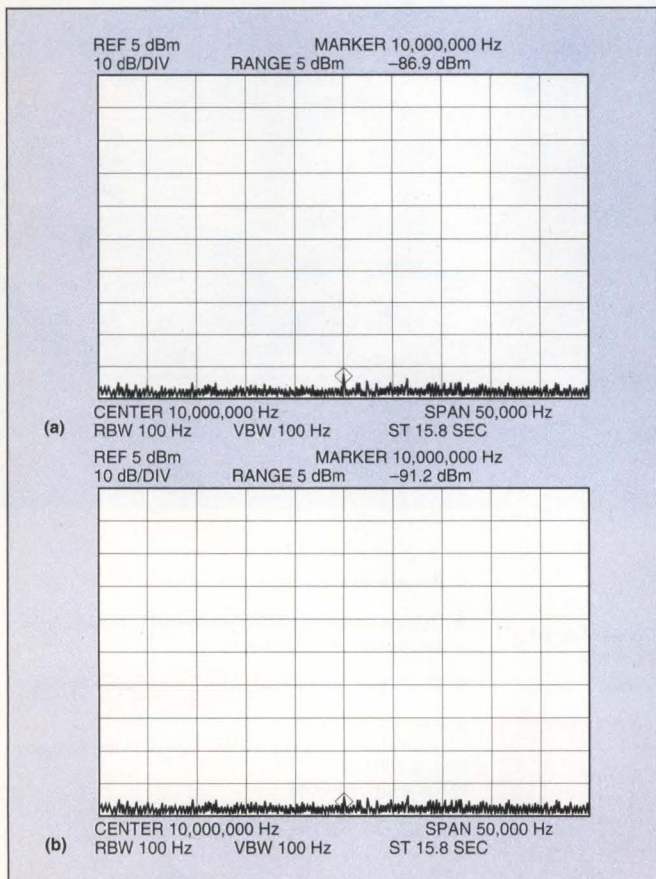 REF 5 dBm MARKER 10,000,000 Hz
10 dB/DIV RANGE 5 dBm –86.9 dBm
CENTER 10,000,000 Hz SPAN 50,000 Hz
(a) RBW 100 Hz VBW 100 Hz ST 15.8 SEC
REF 5 dBm MARKER 10,000,000 Hz
10 dB/DIV RANGE 5 dBm –91.2 dBm
CENTER 10,000,000 Hz SPAN 50,000 Hz
(b) RBW 100 Hz VBW 100 Hz ST 15.8 SEC